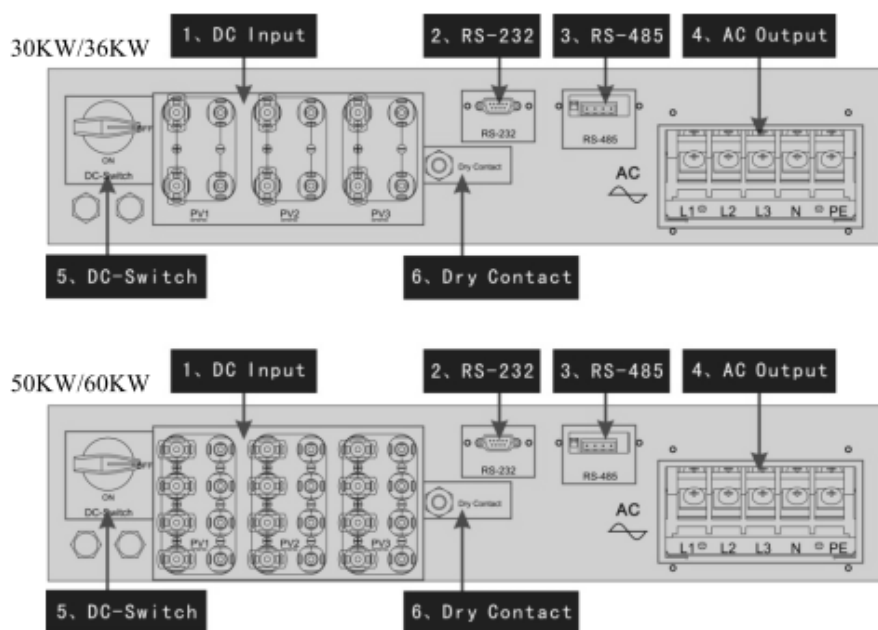 1、DC Input
2、RS-232
3、RS-485
4、AC Output
30KW/36KW
OFF
ON
DC-Switch
RS-232
RS-485
Dry Contact
AC
PV1
PV2
PV3
L1
L2
L3
N
PE
5、DC-Switch
6、Dry Contact
1、DC Input
2、RS-232
3、RS-485
4、AC Output
50KW/60KW
OFF
ON
DC-Switch
RS-232
RS-485
Dry Contact
AC
PV1
PV2
PV3
L1
L2
L3
N
PE
5、DC-Switch
6、Dry Contact